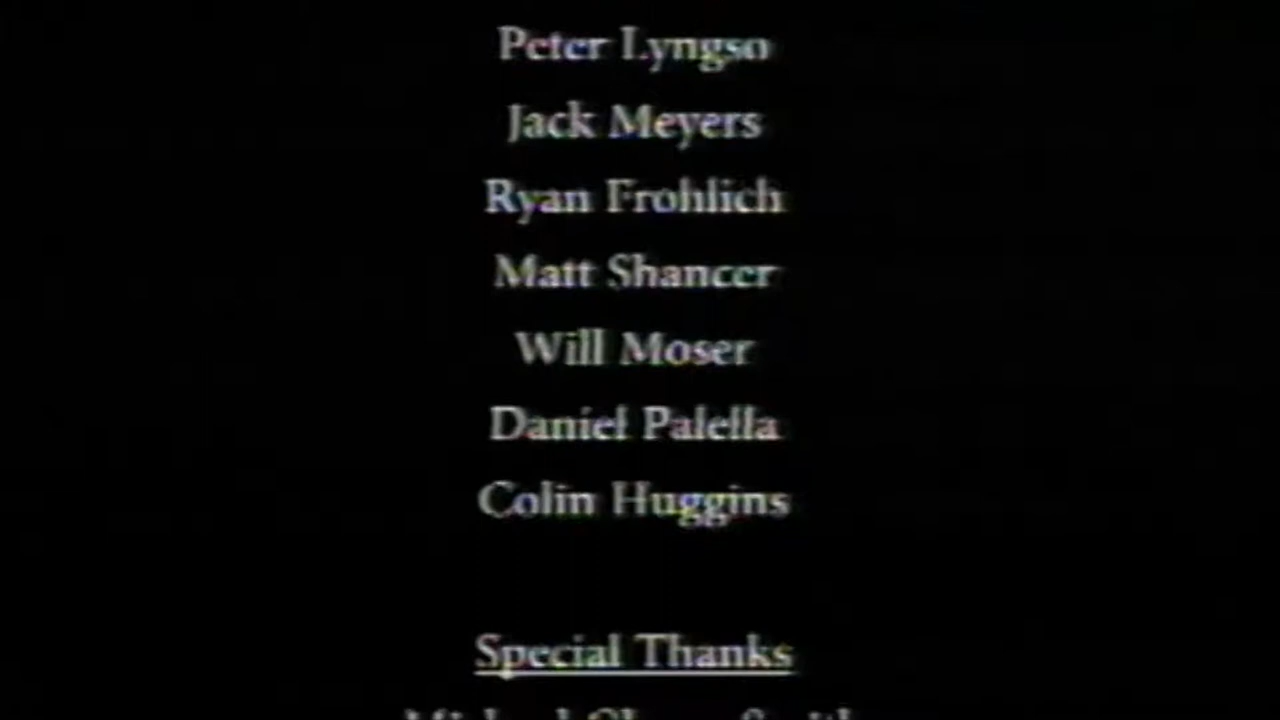 Peter Lyngso
Jack Meyers
Ryan Frohlich
Matt Shancer
Will Moser
Daniel Palella
Colin Huggins
Special Thanks